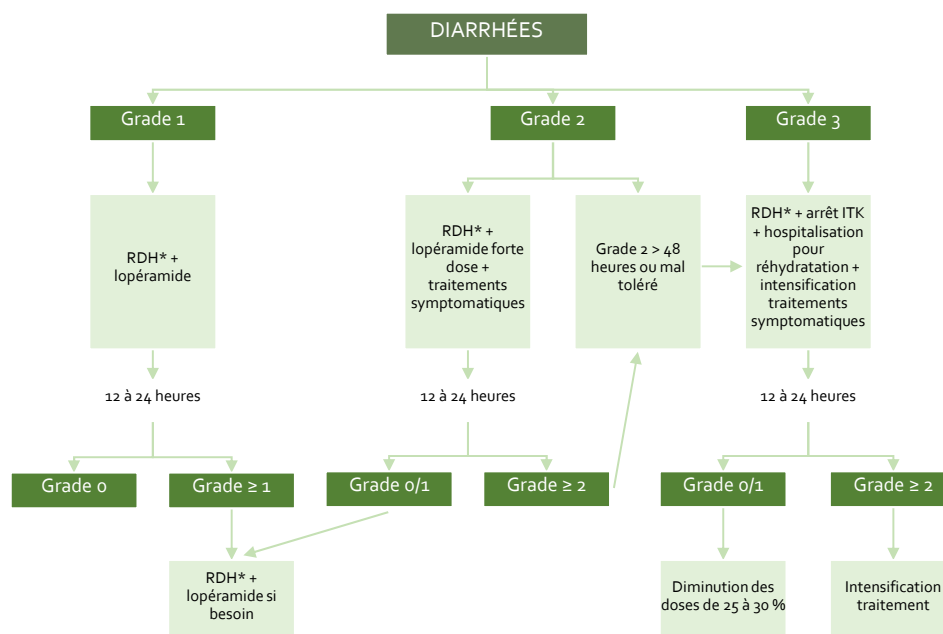 DIARRHÉES
Grade 1
Grade 2
Grade 3
RDH* +
lopéramide
RDH* +
lopéramide forte
dose +
traitements
symptomatiques
Grade 2 > 48
heures ou mal
toléré
RDH* + arrêt ITK
+ hospitalisation
pour
réhydratation +
intensification
traitements
symptomatiques
12 à 24 heures
12 à 24 heures
12 à 24 heures
Grade 0
Grade ≥ 1
Grade 0/1
Grade ≥ 2
Grade 0/1
Grade ≥ 2
RDH* +
lopéramide si
besoin
Diminution des
doses de 25 à 30 %
Intensification
traitement